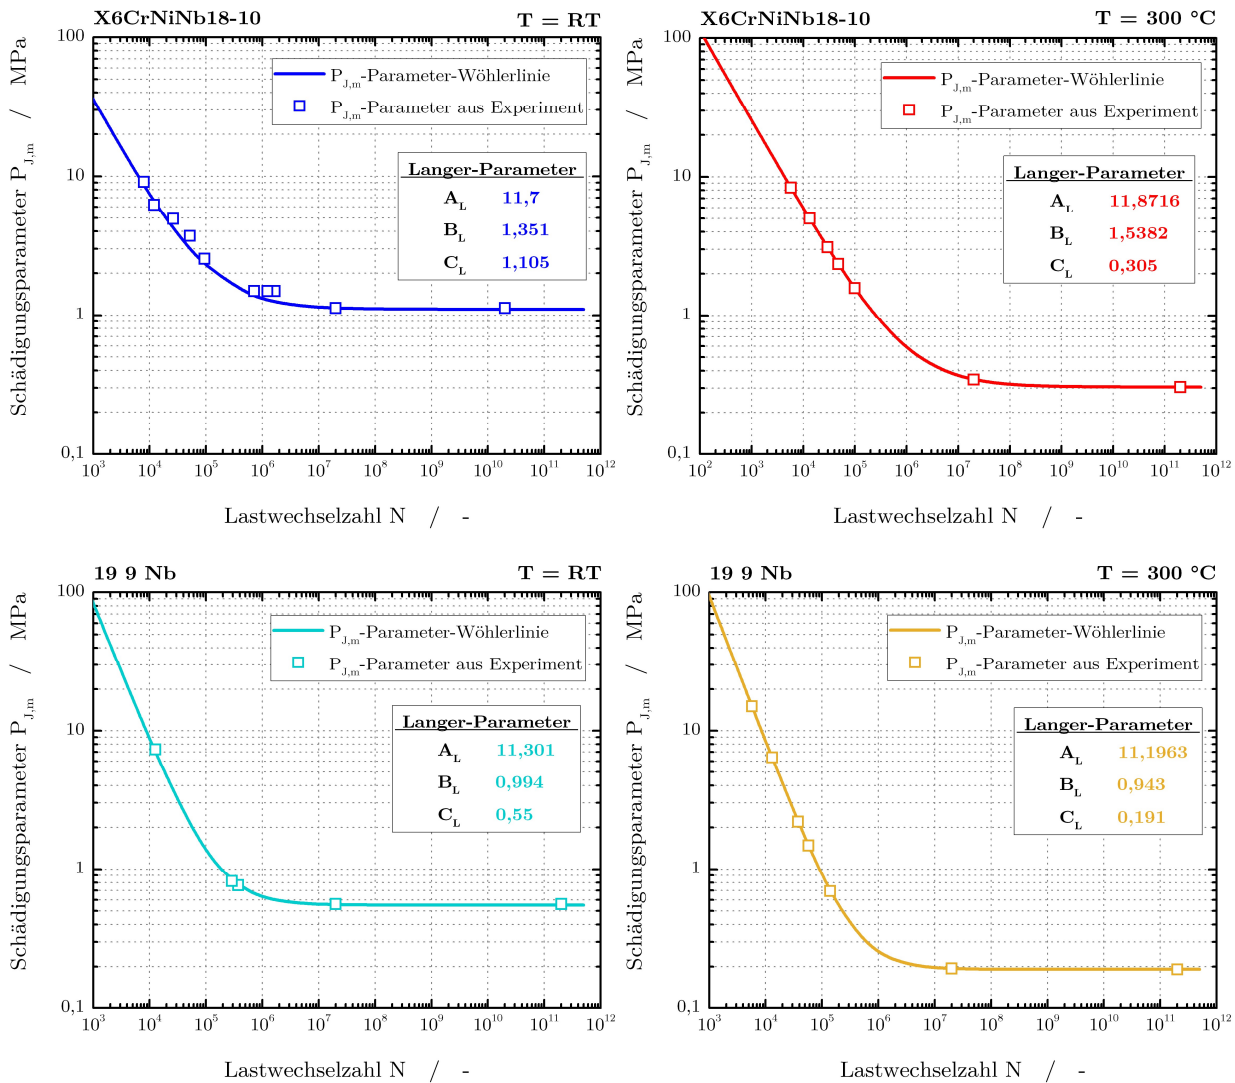 X6CrNiNb18-10 T = RT
Schädigungsparameter P_J,m / MPa
100
10
1
0,1
P_J,m-Parameter-Wöhlerlinie
P_J,m-Parameter aus Experiment
Langer-Parameter
A_L 11,7
B_L 1,351
C_L 1,105
10^3 10^4 10^5 10^6 10^7 10^8 10^9 10^10 10^11 10^12
Lastwechselzahl N / -
X6CrNiNb18-10 T = 300 °C
Schädigungsparameter P_J,m / MPa
100
10
1
0,1
P_J,m-Parameter-Wöhlerlinie
P_J,m-Parameter aus Experiment
Langer-Parameter
A_L 11,8716
B_L 1,5382
C_L 0,305
10^2 10^3 10^4 10^5 10^6 10^7 10^8 10^9 10^10 10^11 10^12
Lastwechselzahl N / -
19 9 Nb T = RT
Schädigungsparameter P_J,m / MPa
100
10
1
0,1
P_J,m-Parameter-Wöhlerlinie
P_J,m-Parameter aus Experiment
Langer-Parameter
A_L 11,301
B_L 0,994
C_L 0,55
10^3 10^4 10^5 10^6 10^7 10^8 10^9 10^10 10^11 10^12
Lastwechselzahl N / -
19 9 Nb T = 300 °C
Schädigungsparameter P_J,m / MPa
100
10
1
0,1
P_J,m-Parameter-Wöhlerlinie
P_J,m-Parameter aus Experiment
Langer-Parameter
A_L 11,1963
B_L 0,943
C_L 0,191
10^3 10^4 10^5 10^6 10^7 10^8 10^9 10^10 10^11 10^12
Lastwechselzahl N / -